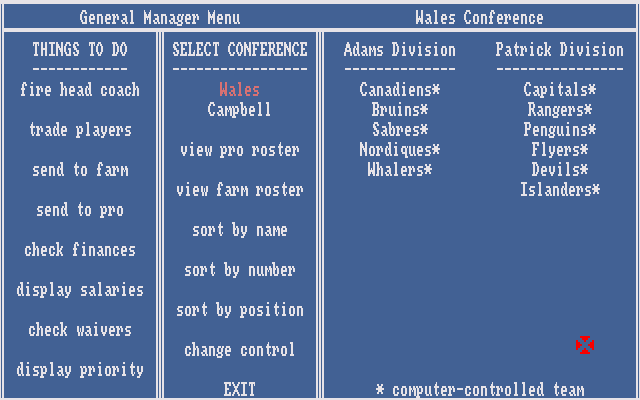 General Manager Menu
Wales Conference
THINGS TO DO
-----------
fire head coach
trade players
send to farm
send to pro
check finances
display salaries
check waivers
display priority
SELECT CONFERENCE
-----------------
Wales
Campbell
view pro roster
view farm roster
sort by name
sort by number
sort by position
change control
EXIT
Adams Division
--------------
Canadiens*
Bruins*
Sabres*
Nordiques*
Whalers*
Patrick Division
----------------
Capitals*
Rangers*
Penguins*
Flyers*
Devils*
Islanders*
* computer-controlled team